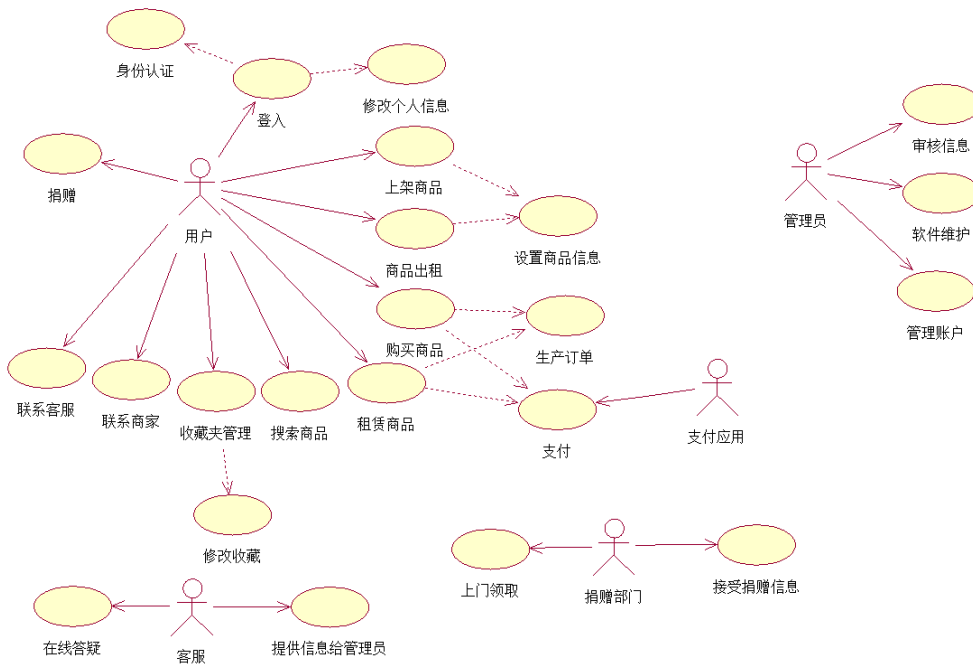 身份认证
登入
修改个人信息
审核信息
捐赠
用户
上架商品
管理员
软件维护
商品出租
设置商品信息
管理账户
购买商品
生产订单
联系客服
联系商家
收藏夹管理
搜索商品
租赁商品
支付
支付应用
修改收藏
上门领取
捐赠部门
接受捐赠信息
在线答疑
客服
提供信息给管理员